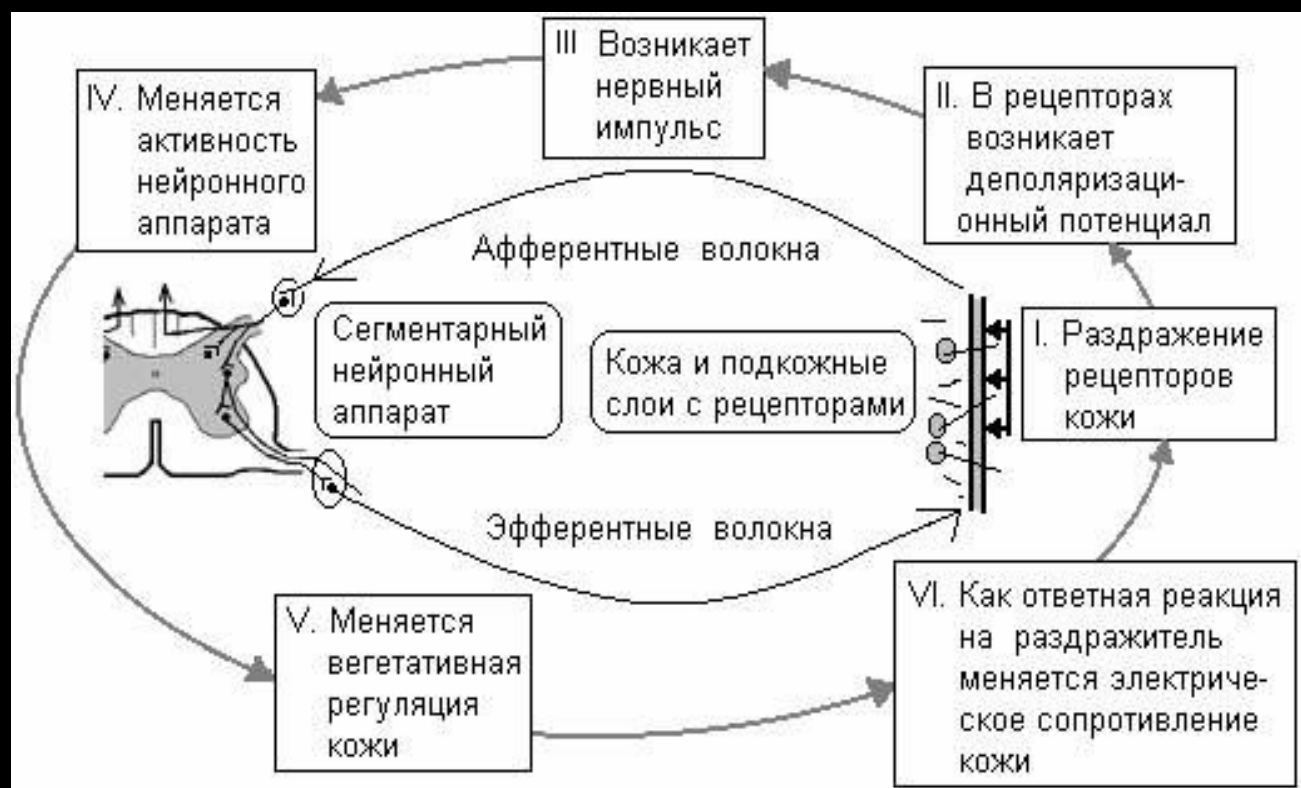 III Возникает
нервный
импульс
IV. Меняется
активность
нейронного
аппарата
II. В рецепторах
возникает
деполяризаци-
онный потенциал
Афферентные волокна
Сегментарный
нейронный
аппарат
Кожа и подкожные
слои с рецепторами
I. Раздражение
рецепторов
кожи
Эфферентные волокна
V. Меняется
вегетативная
регуляция
кожи
VI. Как ответная реакция
на раздражитель
меняется электриче-
ское сопротивление
кожи